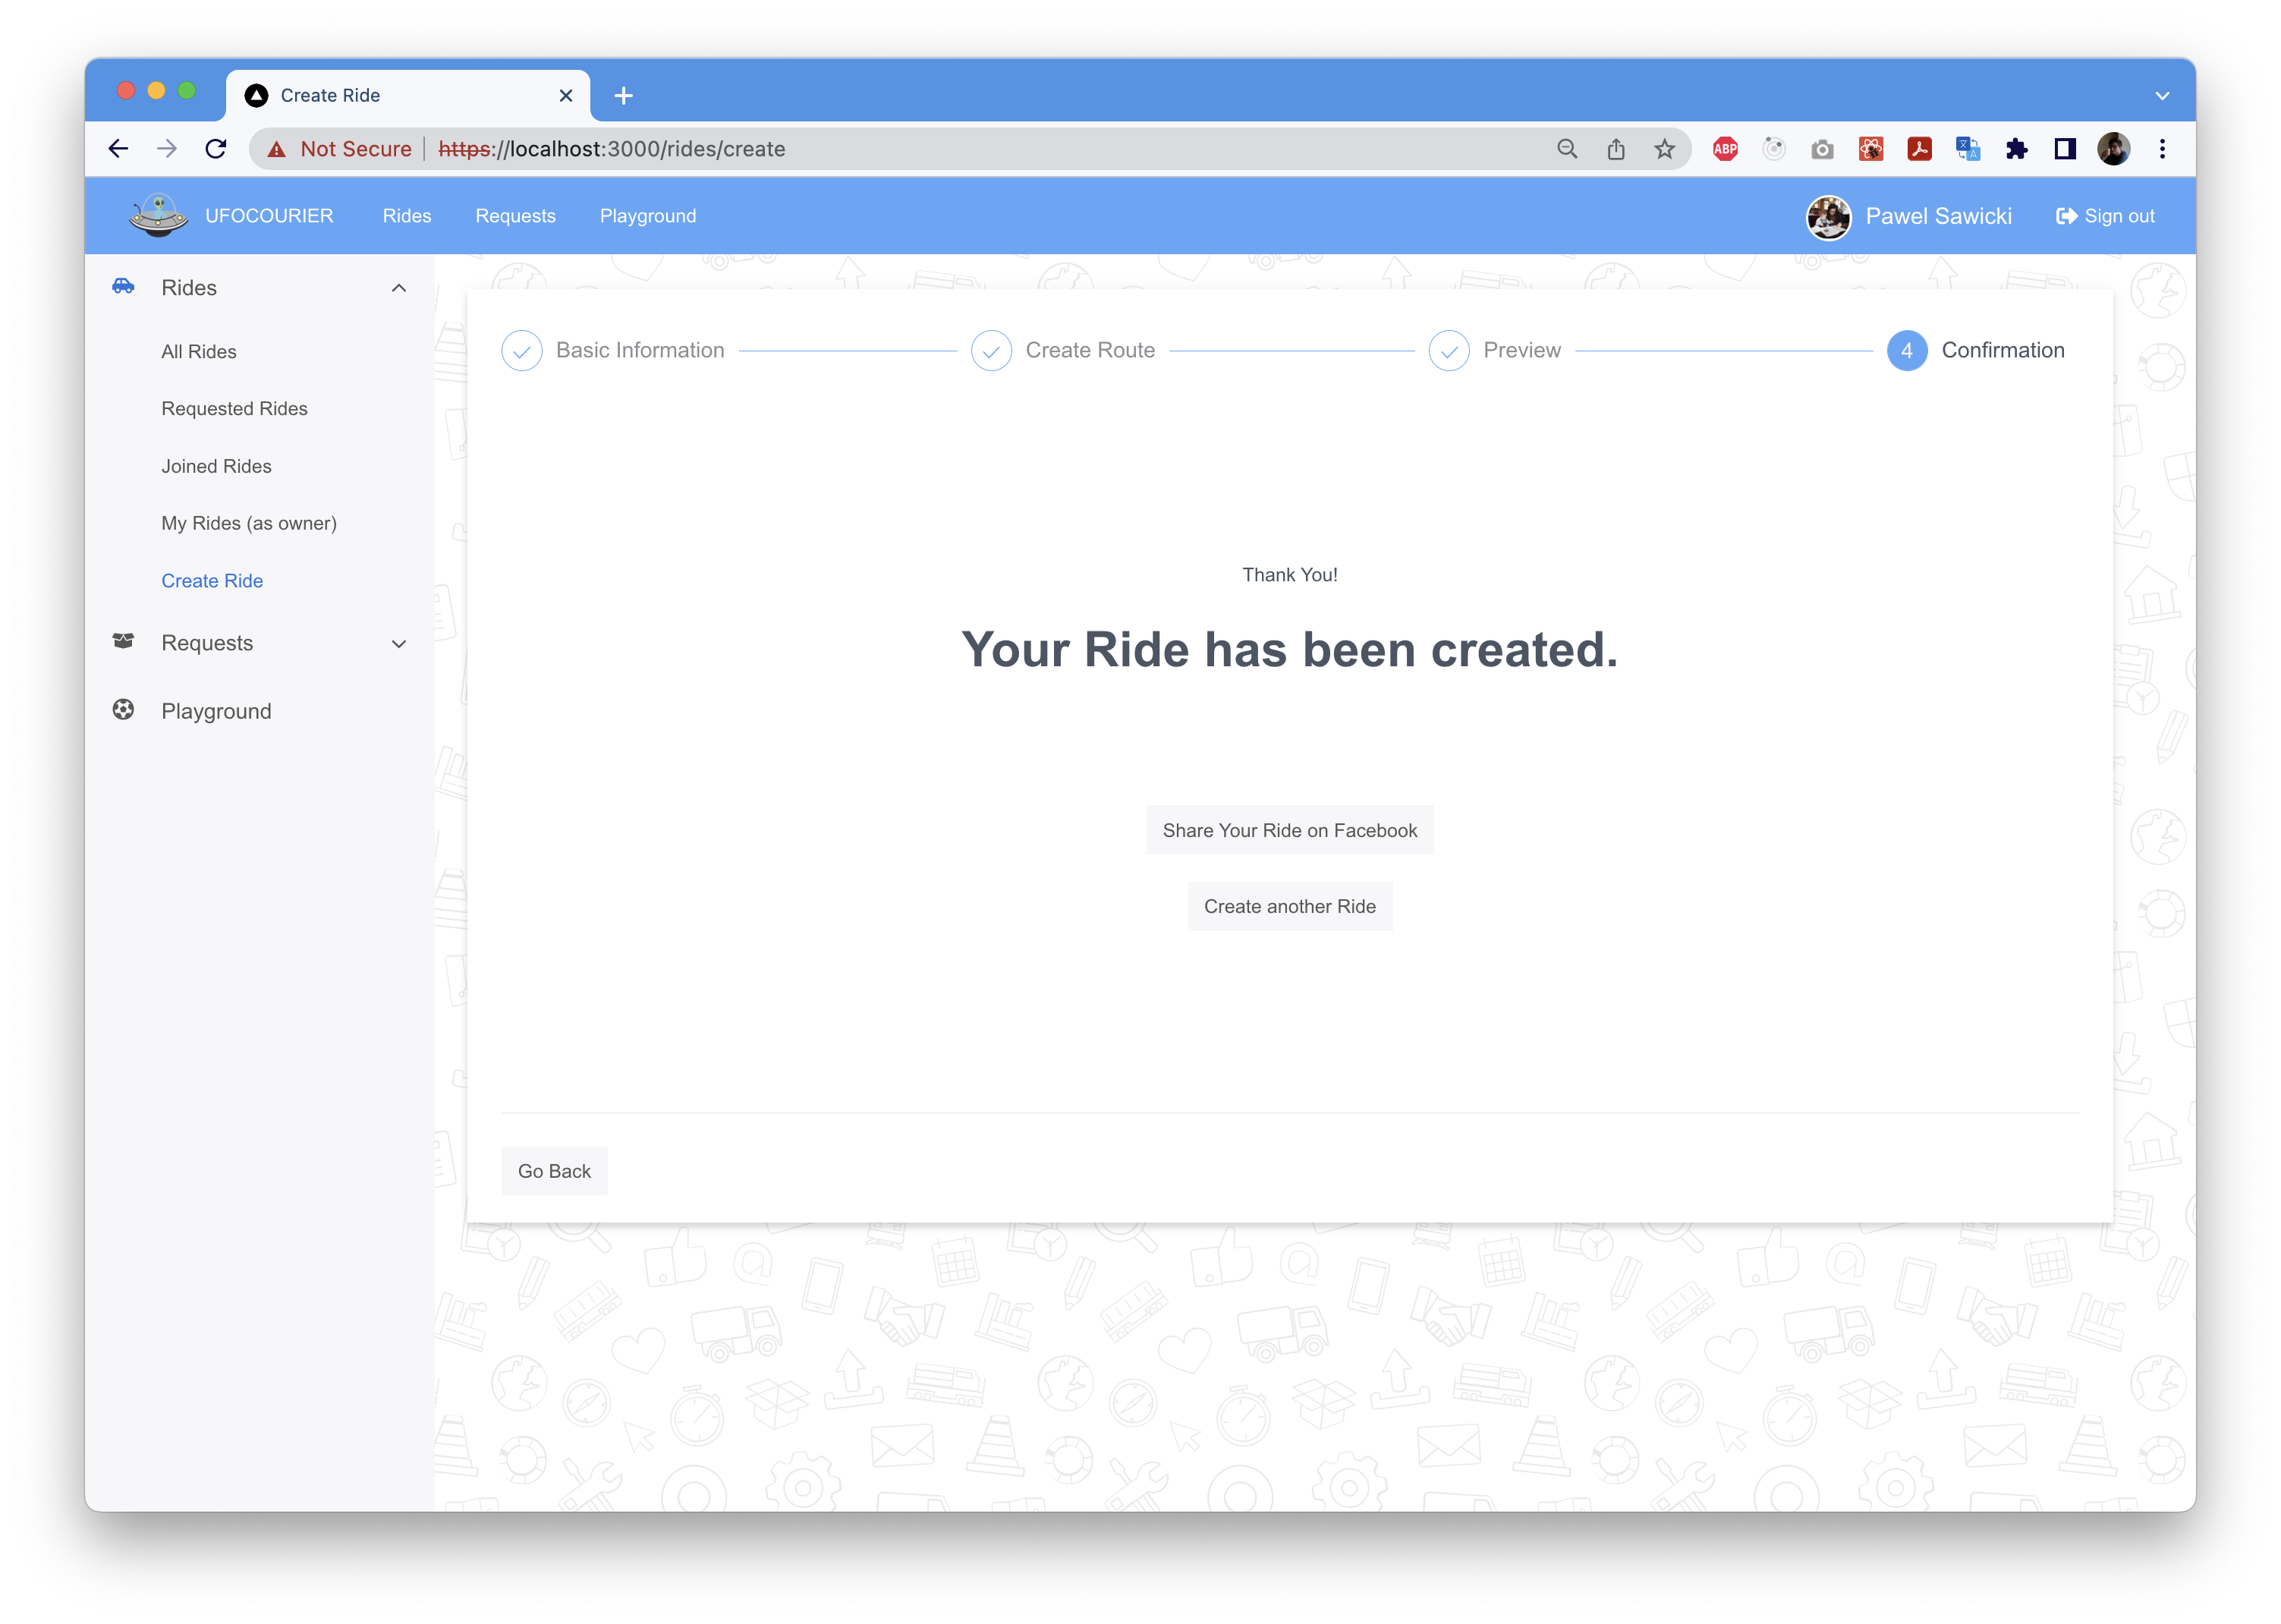 Create Ride
Not Secure https://localhost:3000/rides/create
ABP
UFOCOURIER Rides Requests Playground Pawel Sawicki Sign out
Rides
All Rides
Requested Rides
Joined Rides
My Rides (as owner)
Create Ride
Requests
Playground
Basic Information Create Route Preview 4 Confirmation
Thank You!
Your Ride has been created.
Share Your Ride on Facebook
Create another Ride
Go Back